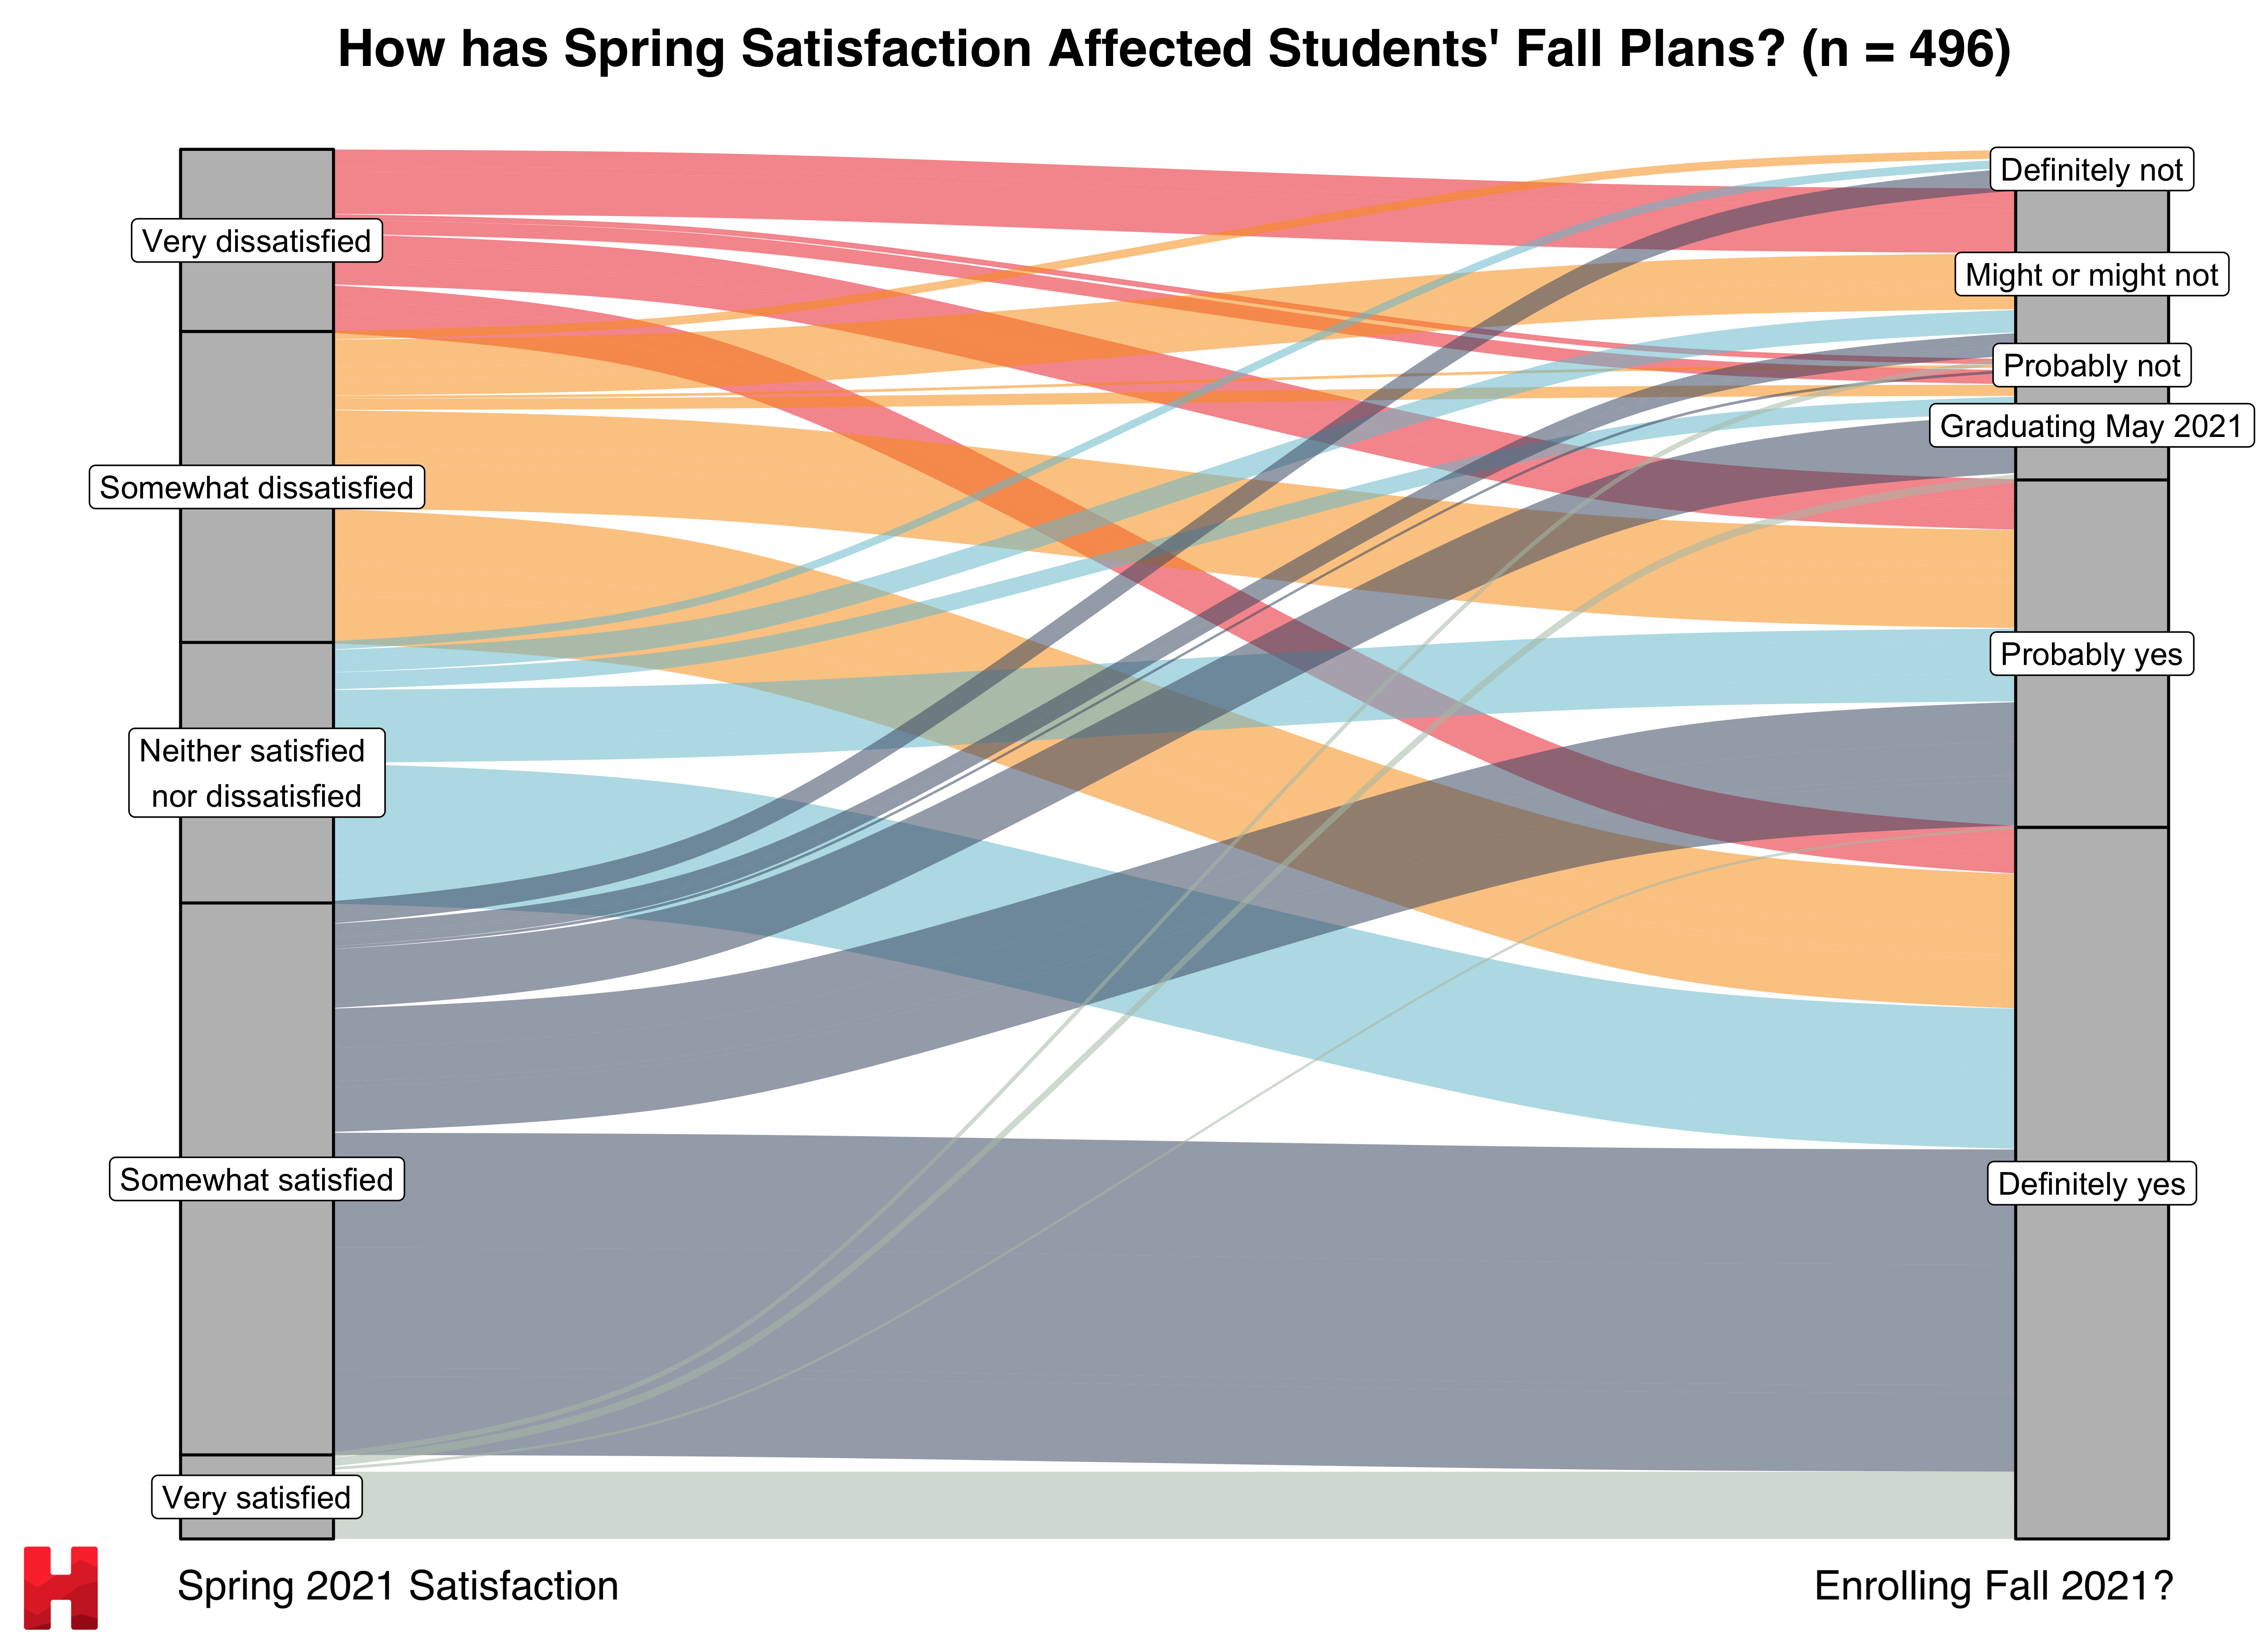 How has Spring Satisfaction Affected Students' Fall Plans? (n = 496)
Very dissatisfied
Somewhat dissatisfied
Neither satisfied
nor dissatisfied
Somewhat satisfied
Very satisfied
Definitely not
Might or might not
Probably not
Graduating May 2021
Probably yes
Definitely yes
H
Spring 2021 Satisfaction
Enrolling Fall 2021?